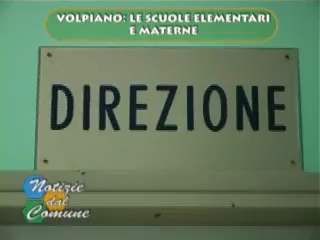 VOLPIANO: LE SCUOLE ELEMENTARI
E MATERNE
DIREZIONE
Notizie
dal
Comune